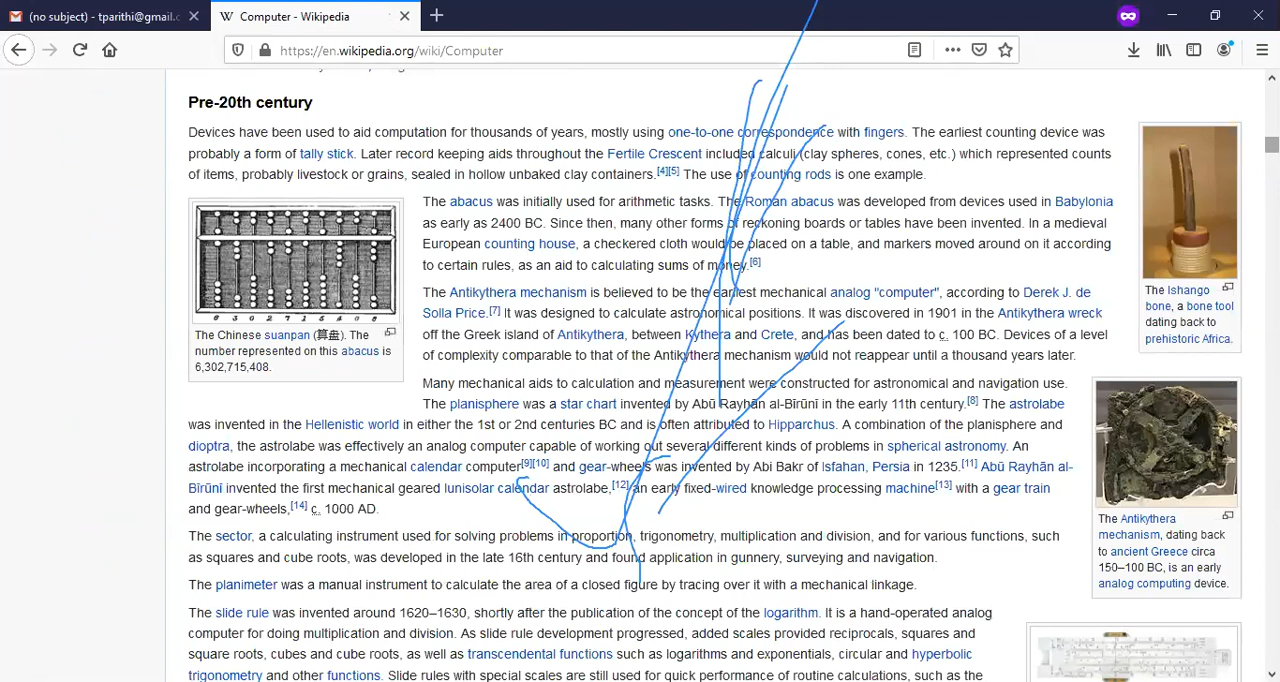 (no subject) - tparithi@gmail.c
Computer - Wikipedia
https://en.wikipedia.org/wiki/Computer
Pre-20th century
Devices have been used to aid computation for thousands of years, mostly using one-to-one correspondence with fingers. The earliest counting device was
probably a form of tally stick. Later record keeping aids throughout the Fertile Crescent included calculi (clay spheres, cones, etc.) which represented counts
of items, probably livestock or grains, sealed in hollow unbaked clay containers.[4][5] The use of counting rods is one example.
The abacus was initially used for arithmetic tasks. The Roman abacus was developed from devices used in Babylonia
as early as 2400 BC. Since then, many other forms of reckoning boards or tables have been invented. In a medieval
European counting house, a checkered cloth would be placed on a table, and markers moved around on it according
to certain rules, as an aid to calculating sums of money.[6]
The Chinese suanpan (算盘). The
number represented on this abacus is
6,302,715,408.
The Ishango
bone, a bone tool
dating back to
prehistoric Africa.
The Antikythera mechanism is believed to be the earliest mechanical analog "computer", according to Derek J. de
Solla Price.[7] It was designed to calculate astronomical positions. It was discovered in 1901 in the Antikythera wreck
off the Greek island of Antikythera, between Kythera and Crete, and has been dated to c. 100 BC. Devices of a level
of complexity comparable to that of the Antikythera mechanism would not reappear until a thousand years later.
Many mechanical aids to calculation and measurement were constructed for astronomical and navigation use.
The planisphere was a star chart invented by Abū Rayhān al-Bīrūnī in the early 11th century.[8] The astrolabe
was invented in the Hellenistic world in either the 1st or 2nd centuries BC and is often attributed to Hipparchus. A combination of the planisphere and
dioptra, the astrolabe was effectively an analog computer capable of working out several different kinds of problems in spherical astronomy. An
astrolabe incorporating a mechanical calendar computer[9][10] and gear-wheels was invented by Abi Bakr of Isfahan, Persia in 1235.[11] Abū Rayhān al-
Bīrūnī invented the first mechanical geared lunisolar calendar astrolabe,[12] an early fixed-wired knowledge processing machine[13] with a gear train
and gear-wheels,[14] c. 1000 AD.
The Antikythera
mechanism, dating back
to ancient Greece circa
150–100 BC, is an early
analog computing device.
The sector, a calculating instrument used for solving problems in proportion, trigonometry, multiplication and division, and for various functions, such
as squares and cube roots, was developed in the late 16th century and found application in gunnery, surveying and navigation.
The planimeter was a manual instrument to calculate the area of a closed figure by tracing over it with a mechanical linkage.
The slide rule was invented around 1620–1630, shortly after the publication of the concept of the logarithm. It is a hand-operated analog
computer for doing multiplication and division. As slide rule development progressed, added scales provided reciprocals, squares and
square roots, cubes and cube roots, as well as transcendental functions such as logarithms and exponentials, circular and hyperbolic
trigonometry and other functions. Slide rules with special scales are still used for quick performance of routine calculations, such as the